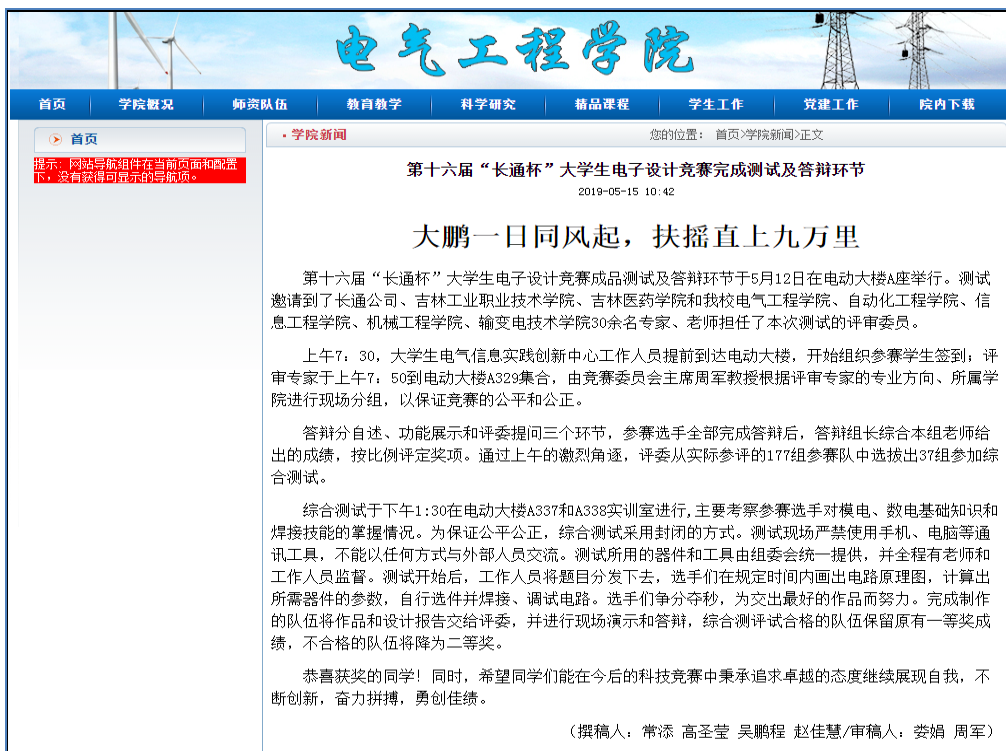 电气工程学院
首页 学院概况 师资队伍 教育教学 科学研究 精品课程 学生工作 党建工作 院内下载
首页
提示：网站导航组件在当前页面和配置
下，没有获得可显示的导航项。
学院新闻 您的位置： 首页>学院新闻>正文
第十六届“长通杯”大学生电子设计竞赛完成测试及答辩环节
2019-05-15 10:42
大鹏一日同风起，扶摇直上九万里
第十六届“长通杯”大学生电子设计竞赛成品测试及答辩环节于5月12日在电动大楼A座举行。测试
邀请到了长通公司、吉林工业职业技术学院、吉林医药学院和我校电气工程学院、自动化工程学院、信
息工程学院、机械工程学院、输变电技术学院30余名专家、老师担任了本次测试的评审委员。
上午7：30，大学生电气信息实践创新中心工作人员提前到达电动大楼，开始组织参赛学生签到；评
审专家于上午7：50到电动大楼A329集合，由竞赛委员会主席周军教授根据评审专家的专业方向、所属学
院进行现场分组，以保证竞赛的公平和公正。
答辩分自述、功能展示和评委提问三个环节，参赛选手全部完成答辩后，答辩组长综合本组老师给
出的成绩，按比例评定奖项。通过上午的激烈角逐，评委从实际参评的177组参赛队中选拔出37组参加综
合测试。
综合测试于下午1:30在电动大楼A337和A338实训室进行,主要考察参赛选手对模电、数电基础知识和
焊接技能的掌握情况。为保证公平公正，综合测试采用封闭的方式。测试现场严禁使用手机、电脑等通
讯工具，不能以任何方式与外部人员交流。测试所用的器件和工具由组委会统一提供，并全程有老师和
工作人员监督。测试开始后，工作人员将题目分发下去，选手们在规定时间内画出电路原理图，计算出
所需器件的参数，自行选件并焊接、调试电路。选手们争分夺秒，为交出最好的作品而努力。完成制作
的队伍将作品和设计报告交给评委，并进行现场演示和答辩，综合测评试合格的队伍保留原有一等奖成
绩，不合格的队伍将降为二等奖。
恭喜获奖的同学！同时，希望同学们能在今后的科技竞赛中秉承追求卓越的态度继续展现自我，不
断创新，奋力拼搏，勇创佳绩。
（撰稿人：常添 高圣莹 吴鹏程 赵佳慧/审稿人：娄娟 周军）